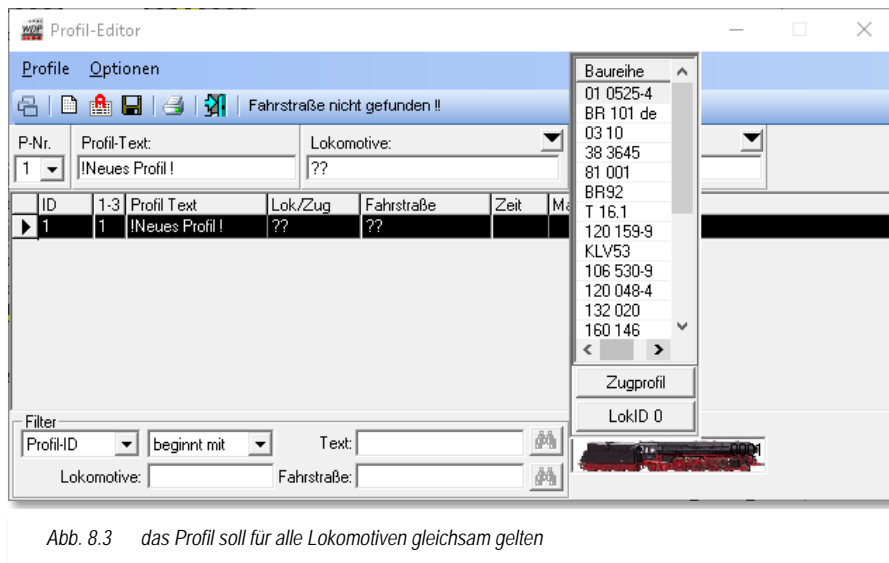 WDP Profil-Editor
Profile Optionen
Fahrstraße nicht gefunden !!
P-Nr. Profil-Text: Lokomotive:
1 !Neues Profil ! ??
ID 1-3 Profil Text Lok/Zug Fahrstraße Zeit
1 1 !Neues Profil ! ?? ??
Baureihe
01 0525-4
BR 101 de
03 10
38 3645
81 001
BR92
T 16.1
120 159-9
KLV53
106 530-9
120 048-4
132 020
160 146
Zugprofil
LokID 0
0001
Filter
Profil-ID beginnt mit Text:
Lokomotive: Fahrstraße:
Abb. 8.3 das Profil soll für alle Lokomotiven gleichsam gelten